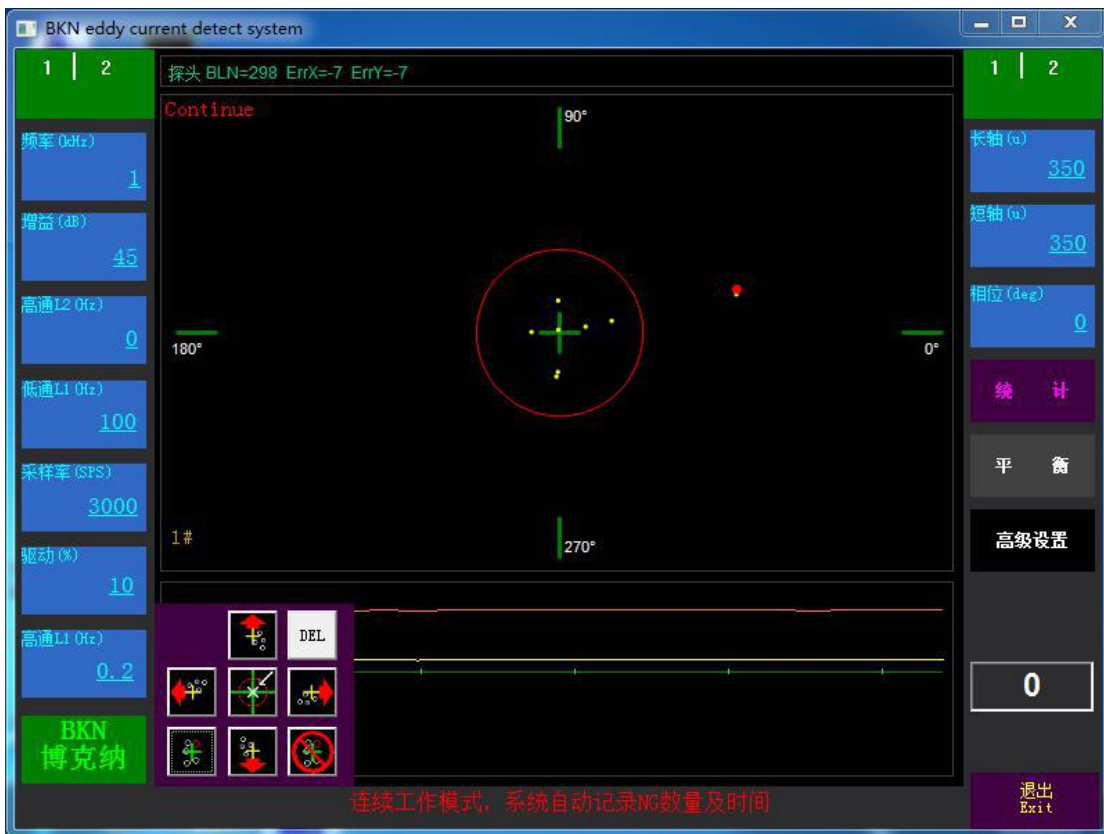 BKN eddy current detect system
1 | 2
探头 BLN=298 ErrX=-7 ErrY=-7
1 | 2
Continue
90°
频率(kHz)
1
长轴(u)
350
增益(dB)
45
短轴(u)
350
高通L2(Hz)
0
相位(deg)
0
180°
0°
低通L1(Hz)
100
统 计
采样率(SPS)
3000
平 衡
1#
270°
高级设置
驱动(%)
10
DEL
高通L1(Hz)
0.2
0
BKN
博克纳
连续工作模式, 系统自动记录NG数量及时间
退出
Exit